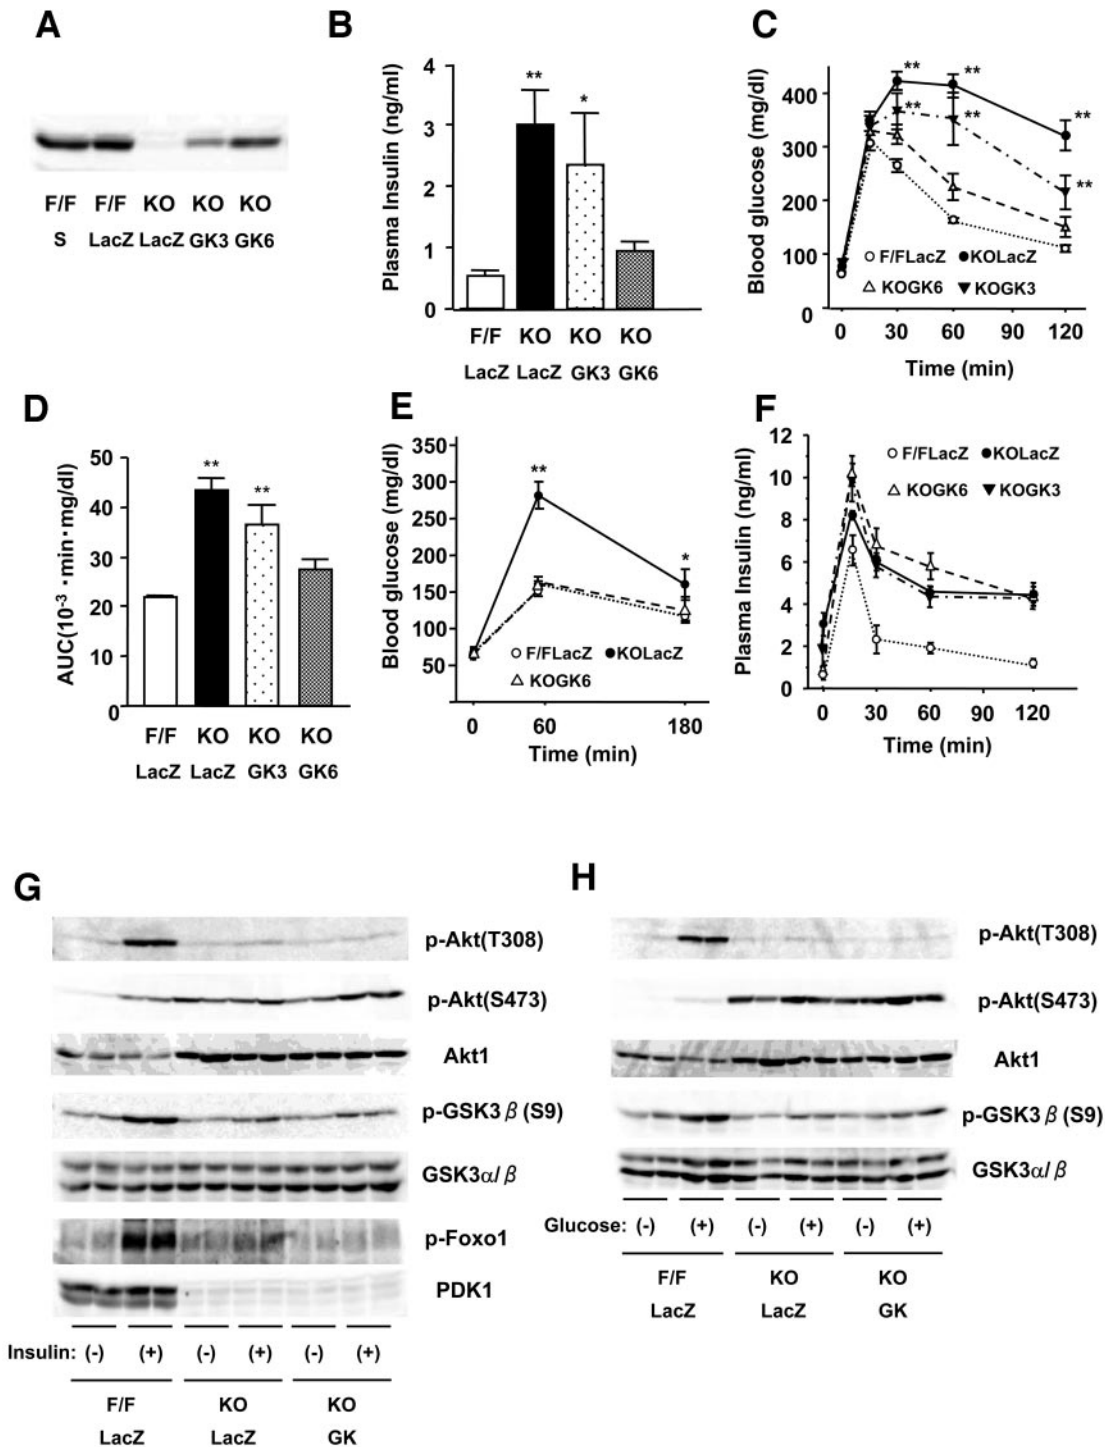 A
F/F F/F KO KO KO
S LacZ LacZ GK3 GK6
B
Plasma Insulin (ng/ml)
4
3
2
1
0
**
*
F/F KO KO KO
LacZ LacZ GK3 GK6
C
Blood glucose (mg/dl)
400
300
200
100
0
** ** **
** ** **
F/FLacZ KOLacZ
KOGK6 KOGK3
0 30 60 90 120
Time (min)
D
AUC(10⁻³・min・mg/dl)
50
40
30
20
10
0
** **
F/F KO KO KO
LacZ LacZ GK3 GK6
E
Blood glucose (mg/dl)
350
300
250
200
150
100
50
**
*
F/FLacZ KOLacZ
KOGK6
0 60 180
Time (min)
F
Plasma Insulin (ng/ml)
12
10
8
6
4
2
0
F/FLacZ KOLacZ
KOGK6 KOGK3
0 30 60 90 120
Time (min)
G
p-Akt(T308)
p-Akt(S473)
Akt1
p-GSK3β(S9)
GSK3α/β
p-Foxo1
PDK1
Insulin: (-) (+) (-) (+) (-) (+)
F/F KO KO
LacZ LacZ GK
H
p-Akt(T308)
p-Akt(S473)
Akt1
p-GSK3β(S9)
GSK3α/β
Glucose: (-) (+) (-) (+) (-) (+)
F/F KO KO
LacZ LacZ GK